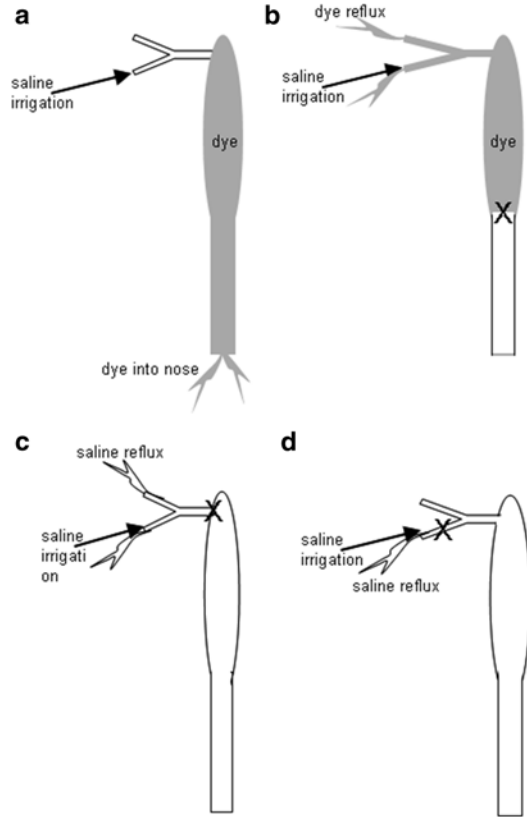 a
saline
irrigation
dye
dye into nose
b
dye reflux
saline
irrigation
dye
X
c
saline reflux
X
saline
irrigati
on
d
saline
irrigation
X
saline reflux